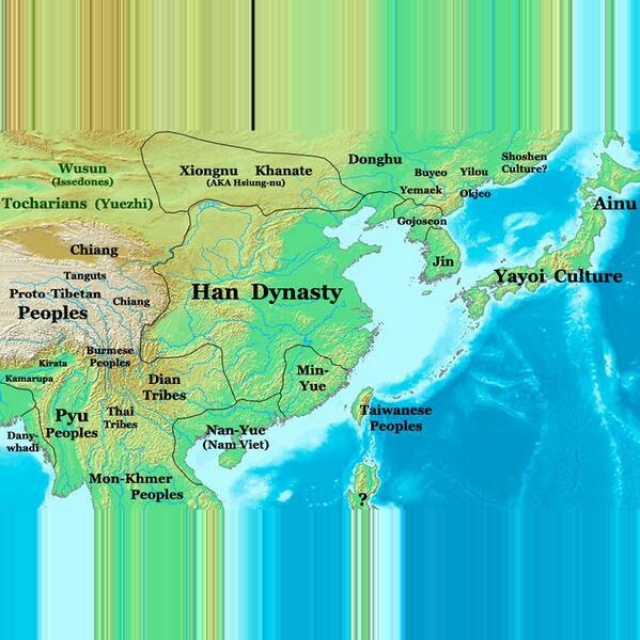 Donghu
Shoshen
Culture?
Wusun
(Issedones)
Xiongnu Khanate
(AKA Hsiung-nu)
Buyeo
Yilou
Yemaek
Okjeo
Tocharians (Yuezhi)
Ainu
Gojoseon
Chiang
Jin
Tanguts
Yayoi Culture
Proto-Tibetan
Peoples
Chiang
Han Dynasty
Burmese
Peoples
Kirata
Kamarupa
Dian
Tribes
Min-
Yue
Pyu
Peoples
Thai
Tribes
Taiwanese
Peoples
Dany-
whadi
Nan-Yue
(Nam Viet)
Mon-Khmer
Peoples
?